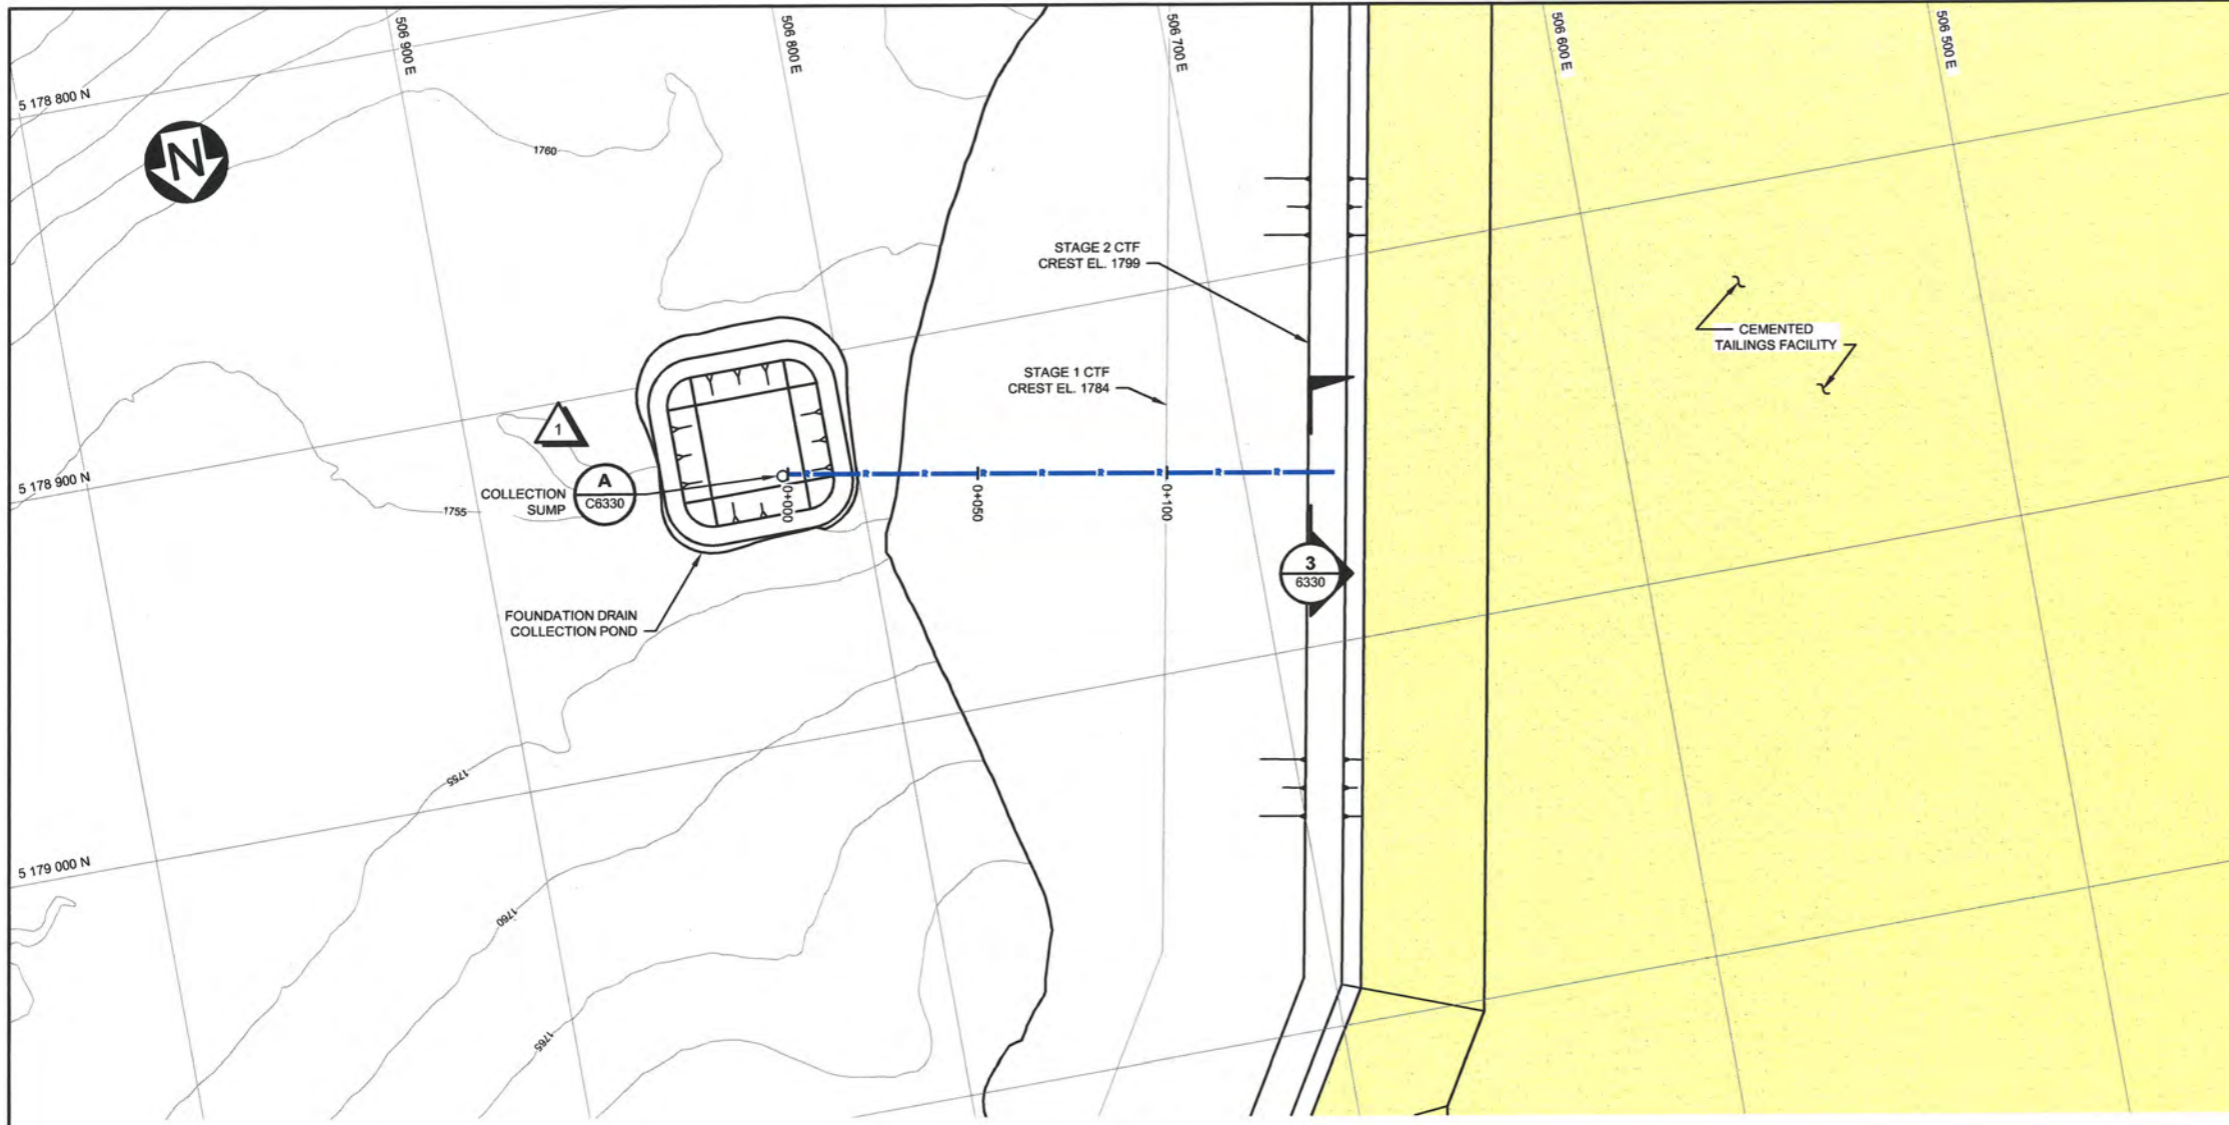 506 900 E
506 800 E
506 700 E
506 600 E
506 500 E
5 178 800 N
N
1760
STAGE 2 CTF
CREST EL. 1799
CEMENTED
TAILINGS FACILITY
STAGE 1 CTF
CREST EL. 1784
1
5 178 900 N
A
C6330
COLLECTION
SUMP
1755
0+000
0+050
0+100
3
6330
FOUNDATION DRAIN
COLLECTION POND
1765
5 179 000 N
1760
1765